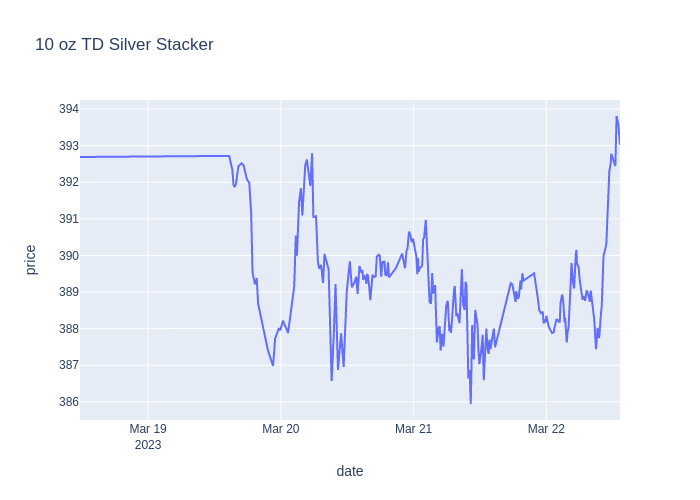 10 oz TD Silver Stacker
394
393
392
391
390
389
388
387
386
price
Mar 19
2023
Mar 20
Mar 21
Mar 22
date